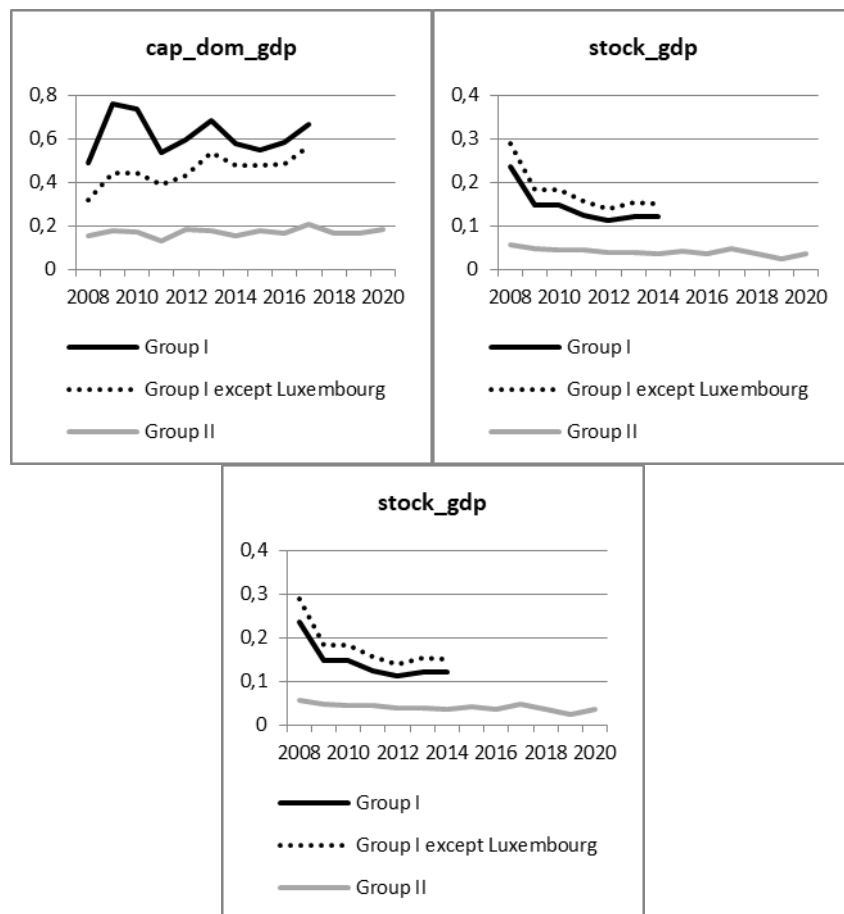 cap_dom_gdp
0,8
0,6
0,4
0,2
0
2008 2010 2012 2014 2016 2018 2020
Group I
Group I except Luxembourg
Group II
stock_gdp
0,4
0,3
0,2
0,1
0
2008 2010 2012 2014 2016 2018 2020
Group I
Group I except Luxembourg
Group II
stock_gdp
0,4
0,3
0,2
0,1
0
2008 2010 2012 2014 2016 2018 2020
Group I
Group I except Luxembourg
Group II